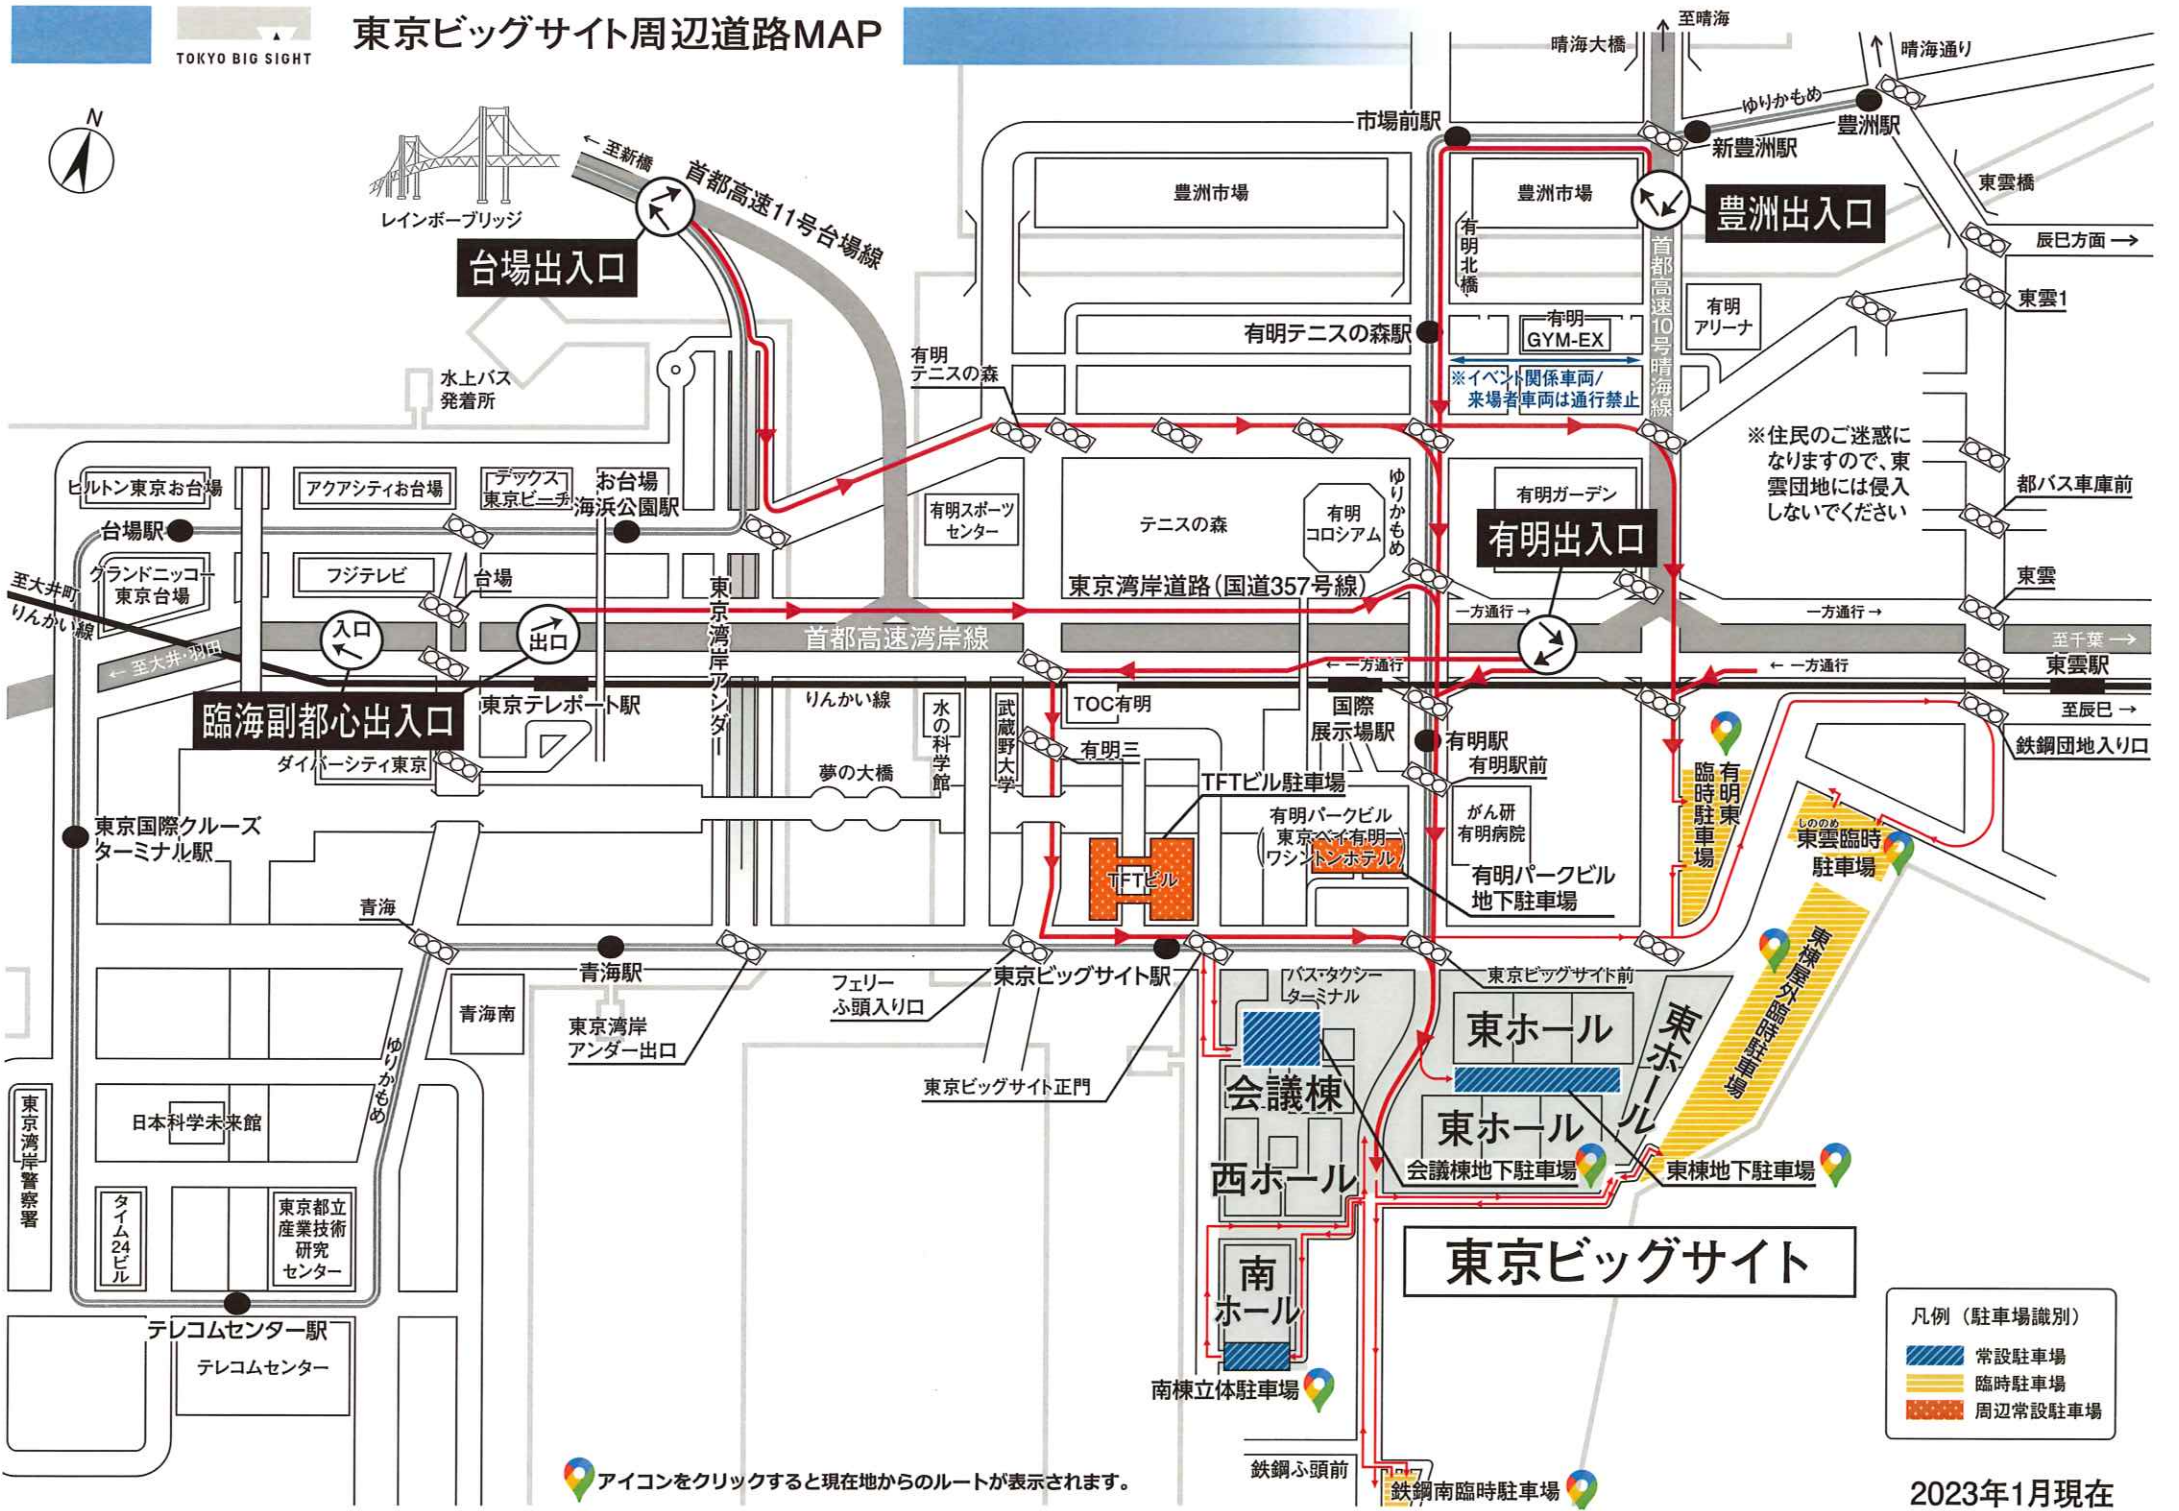 TOKYO BIG SIGHT
東京ビッグサイト周辺道路MAP
N
レインボーブリッジ
← 至新橋
首都高速11号台場線
台場出入口
晴海大橋
至晴海
晴海通り
ゆりかもめ
豊洲駅
新豊洲駅
市場前駅
豊洲市場
豊洲市場
豊洲出入口
東雲橋
辰巳方面 →
東雲1
有明北橋
首都高速10号晴海線
有明
アリーナ
有明テニスの森駅
有明
GYM-EX
※イベント関係車両/
来場者車両は通行禁止
有明
テニスの森
水上バス
発着所
※住民のご迷惑に
なりますので、東
雲団地には侵入
しないでください
都バス車庫前
東雲
ヒルトン東京お台場
アクアシティお台場
デックス
東京ビーチ
お台場
海浜公園駅
台場駅
グランドニッコー
東京台場
フジテレビ
台場
有明スポーツ
センター
テニスの森
有明
コロシアム
ゆりかもめ
有明ガーデン
有明出入口
至大井町
りんかい線
← 至大井・羽田
入口
出口
臨海副都心出入口
東京湾岸アンダー
東京湾岸道路(国道357号線)
首都高速湾岸線
一方通行 →
一方通行 →
← 一方通行
← 一方通行
至千葉 →
東雲駅
至辰巳 →
鉄鋼団地入り口
東京テレポート駅
りんかい線
水の科学館
武蔵野大学
TOC有明
国際
展示場駅
有明駅
有明駅前
有明三
ダイバーシティ東京
夢の大橋
TFTビル駐車場
TFTビル
有明パークビル
(東京ベイ有明
ワシントンホテル)
がん研
有明病院
有明パークビル
地下駐車場
有明東
臨時駐車場
しののめ
東雲臨時
駐車場
東棟屋外臨時駐車場
東京国際クルーズ
ターミナル駅
青海
青海駅
青海南
東京湾岸
アンダー出口
フェリー
ふ頭入り口
東京ビッグサイト駅
東京ビッグサイト正門
バス・タクシー
ターミナル
東京ビッグサイト前
東ホール
東ホール
東ホール
会議棟
西ホール
会議棟地下駐車場
東棟地下駐車場
ゆりかもめ
東京湾岸警察署
日本科学未来館
タイム24ビル
東京都立
産業技術
研究
センター
テレコムセンター駅
テレコムセンター
南
ホール
南棟立体駐車場
東京ビッグサイト
凡例(駐車場識別)
常設駐車場
臨時駐車場
周辺常設駐車場
鉄鋼ふ頭前
鉄鋼南臨時駐車場
アイコンをクリックすると現在地からのルートが表示されます。
2023年1月現在